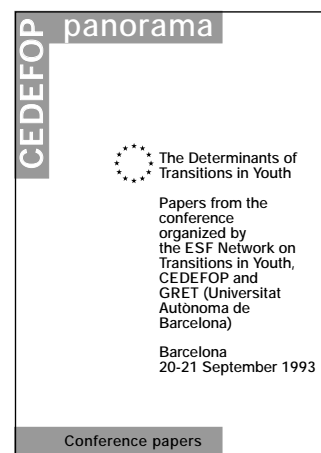 panorama
CEDEFOP
The Determinants of
Transitions in Youth
Papers from the
conference
organized by
the ESF Network on
Transitions in Youth,
CEDEFOP and
GRET (Universitat
Autònoma de
Barcelona)
Barcelona
20-21 September 1993
Conference papers